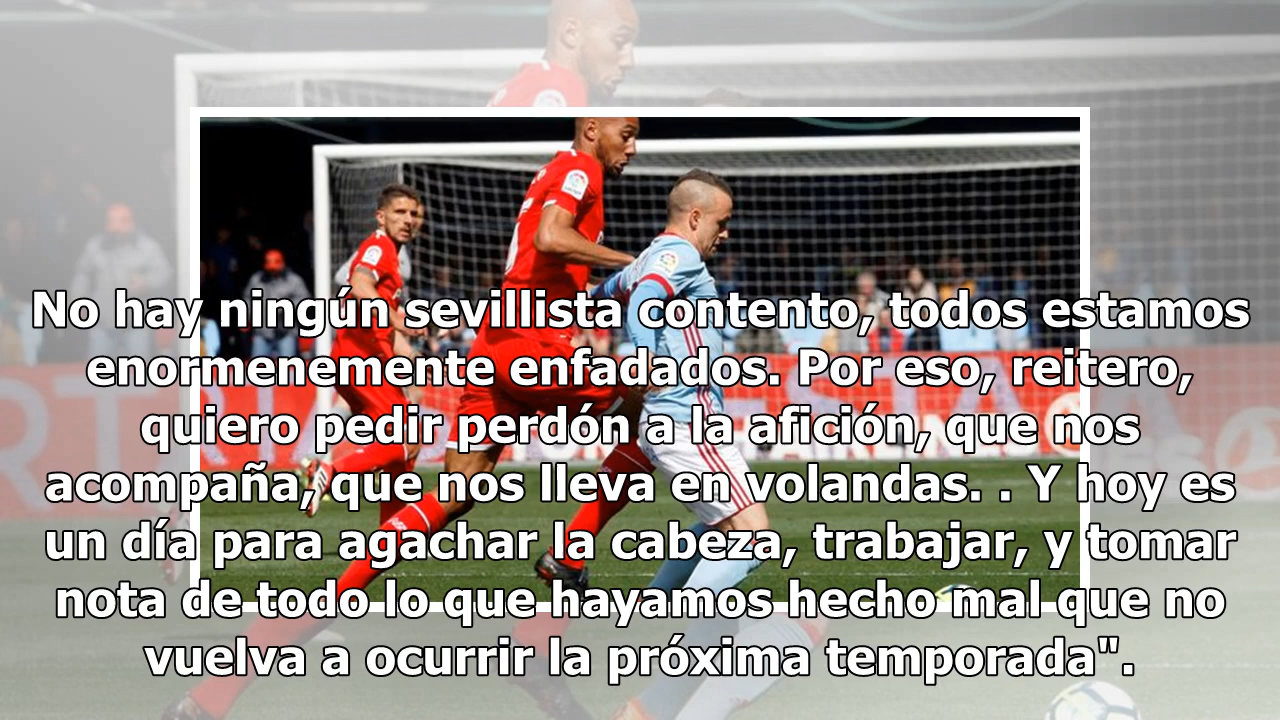 No hay ningún sevillista contento, todos estamos
enormenemente enfadados. Por eso, reitero,
quiero pedir perdón a la afición, que nos
acompaña, que nos lleva en volandas. . Y hoy es
un día para agachar la cabeza, trabajar, y tomar
nota de todo lo que hayamos hecho mal que no
vuelva a ocurrir la próxima temporada".